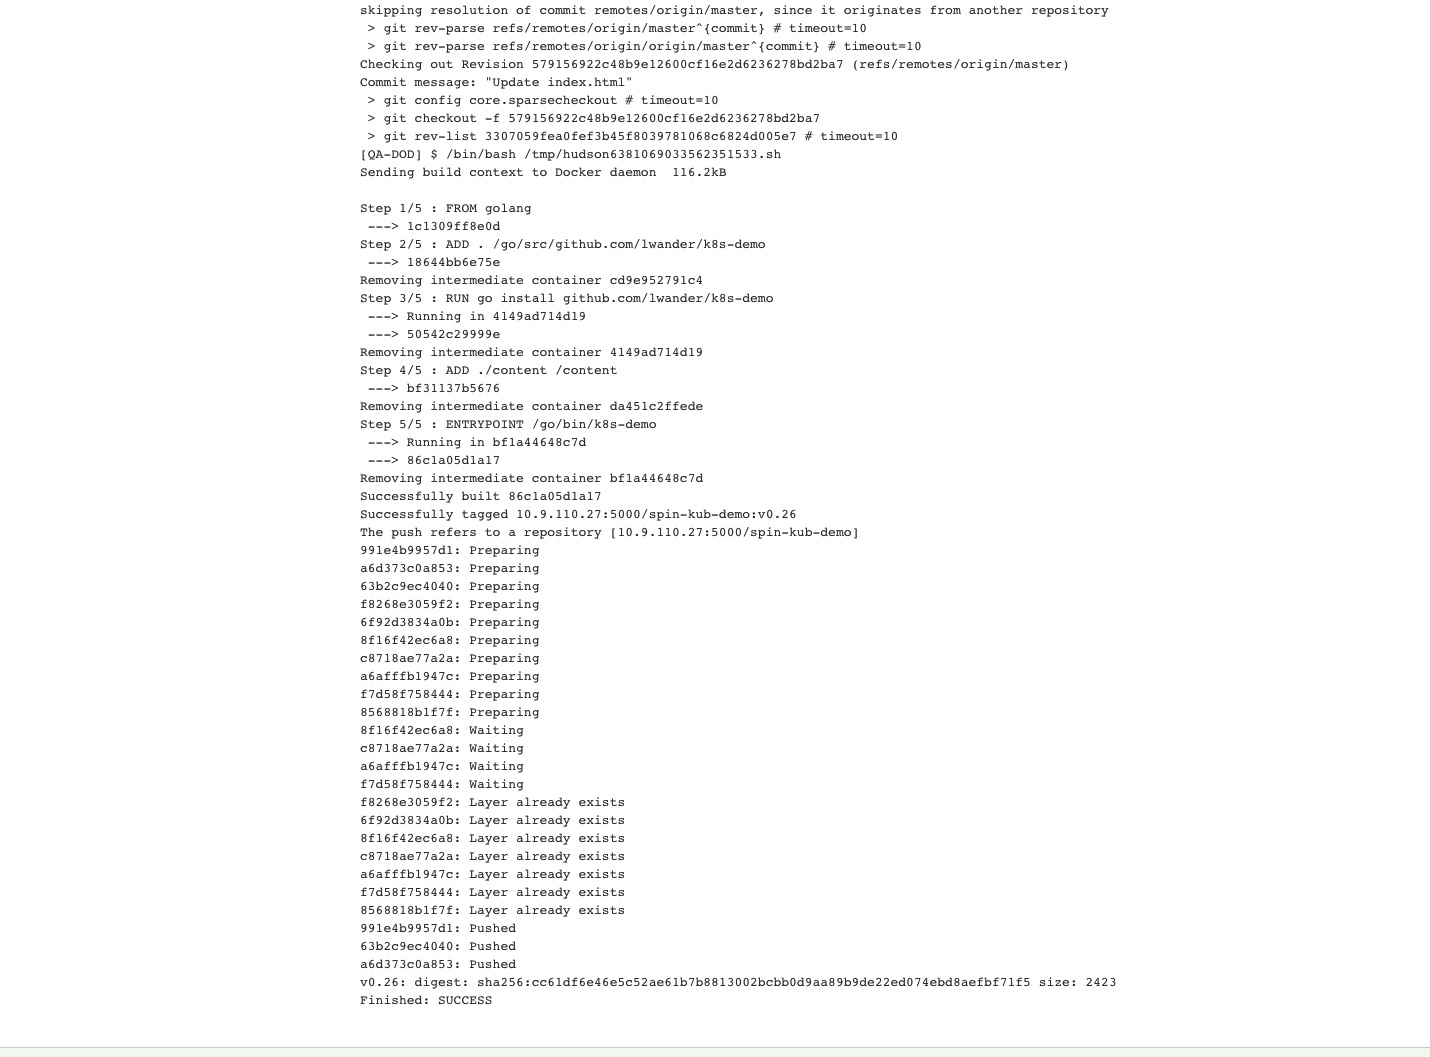 skipping resolution of commit remotes/origin/master, since it originates from another repository
 > git rev-parse refs/remotes/origin/master^{commit} # timeout=10
 > git rev-parse refs/remotes/origin/origin/master^{commit} # timeout=10
Checking out Revision 579156922c48b9e12600cf16e2d6236278bd2ba7 (refs/remotes/origin/master)
Commit message: "Update index.html"
 > git config core.sparsecheckout # timeout=10
 > git checkout -f 579156922c48b9e12600cf16e2d6236278bd2ba7
 > git rev-list 3307059fea0fef3b45f8039781068c6824d005e7 # timeout=10
[QA-DOD] $ /bin/bash /tmp/hudson6381069033562351533.sh
Sending build context to Docker daemon  116.2kB
Step 1/5 : FROM golang
 ---> 1c1309ff8e0d
Step 2/5 : ADD . /go/src/github.com/lwander/k8s-demo
 ---> 18644bb6e75e
Removing intermediate container cd9e952791c4
Step 3/5 : RUN go install github.com/lwander/k8s-demo
 ---> Running in 4149ad714d19
 ---> 50542c29999e
Removing intermediate container 4149ad714d19
Step 4/5 : ADD ./content /content
 ---> bf31137b5676
Removing intermediate container da451c2ffede
Step 5/5 : ENTRYPOINT /go/bin/k8s-demo
 ---> Running in bf1a44648c7d
 ---> 86c1a05d1a17
Removing intermediate container bf1a44648c7d
Successfully built 86c1a05d1a17
Successfully tagged 10.9.110.27:5000/spin-kub-demo:v0.26
The push refers to a repository [10.9.110.27:5000/spin-kub-demo]
991e4b9957d1: Preparing
a6d373c0a853: Preparing
63b2c9ec4040: Preparing
f8268e3059f2: Preparing
6f92d3834a0b: Preparing
8f16f42ec6a8: Preparing
c8718ae77a2a: Preparing
a6afffb1947c: Preparing
f7d58f758444: Preparing
8568818b1f7f: Preparing
8f16f42ec6a8: Waiting
c8718ae77a2a: Waiting
a6afffb1947c: Waiting
f7d58f758444: Waiting
f8268e3059f2: Layer already exists
6f92d3834a0b: Layer already exists
8f16f42ec6a8: Layer already exists
c8718ae77a2a: Layer already exists
a6afffb1947c: Layer already exists
f7d58f758444: Layer already exists
8568818b1f7f: Layer already exists
991e4b9957d1: Pushed
63b2c9ec4040: Pushed
a6d373c0a853: Pushed
v0.26: digest: sha256:cc61df6e46e5c52ae61b7b8813002bcbb0d9aa89b9de22ed074ebd8aefbf71f5 size: 2423
Finished: SUCCESS